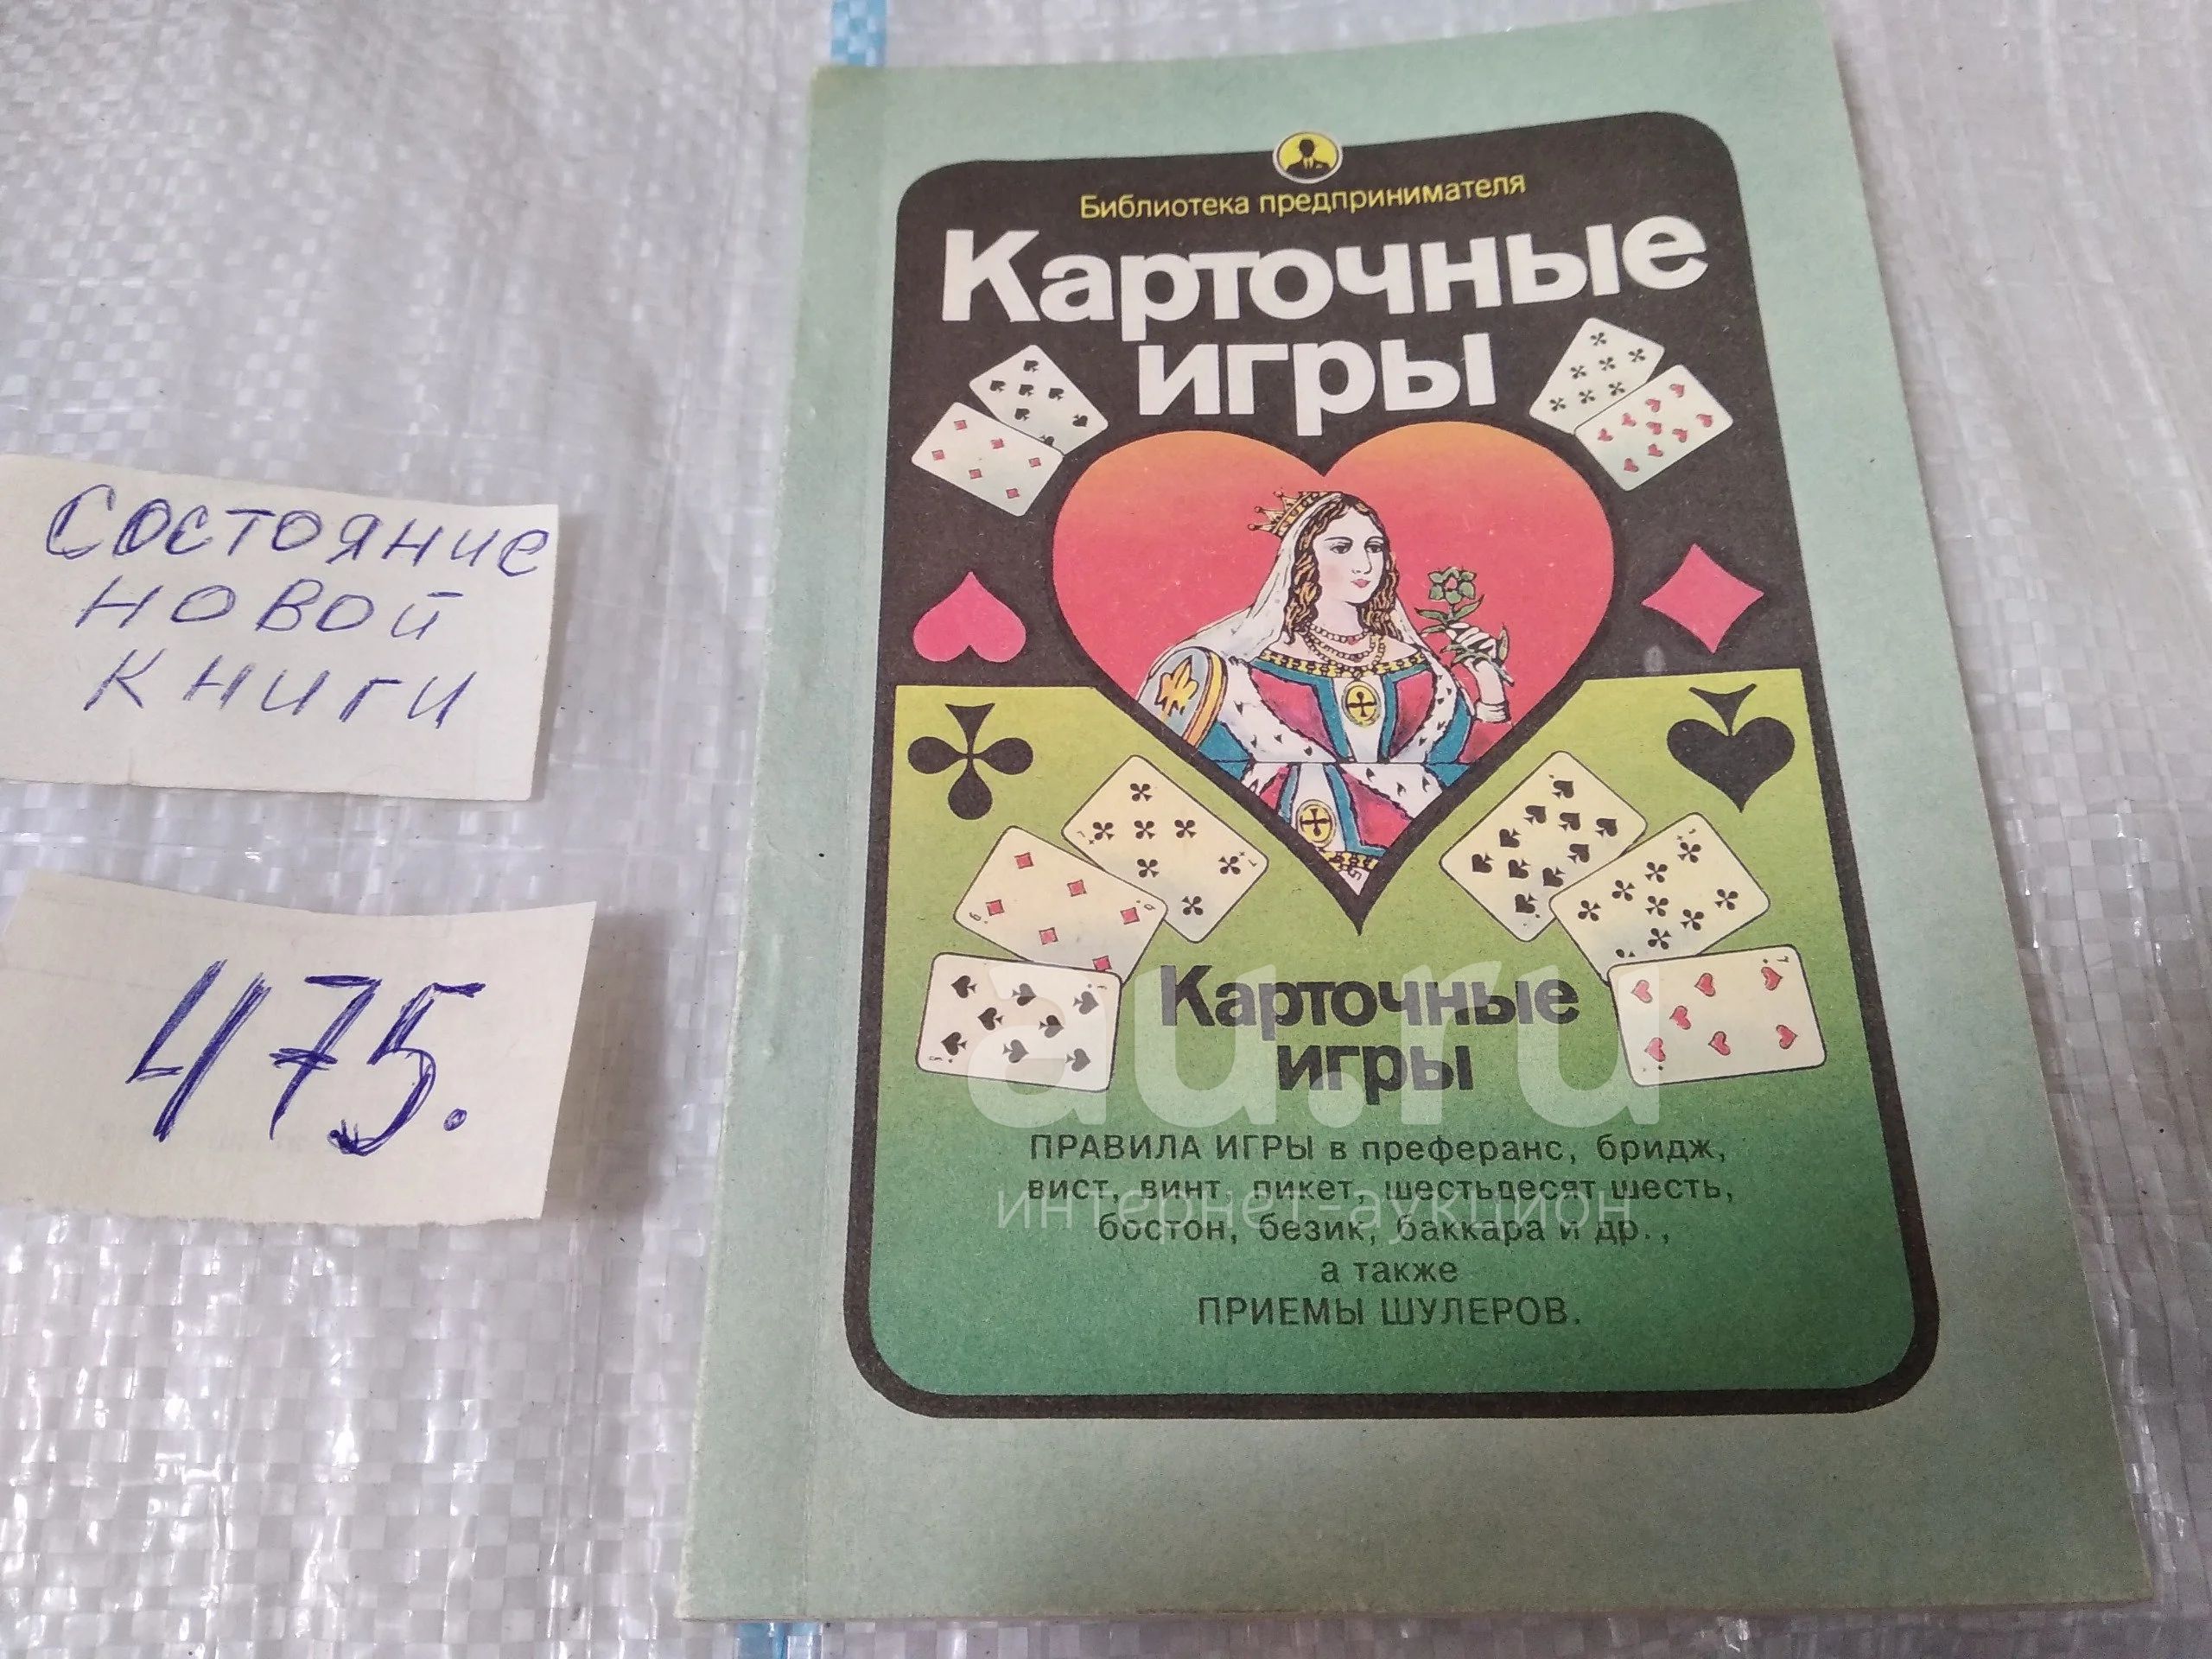 Состояние
новой
книги
475.
Библиотека предпринимателя
Карточные
игры
Карточные
игры
ПРАВИЛА ИГРЫ в преферанс, бридж,
вист, винт, пикет, шестьдесят шесть,
бостон, безик, баккара и др.,
а также
ПРИЕМЫ ШУЛЕРОВ.
au.ru
интернет-аукцион